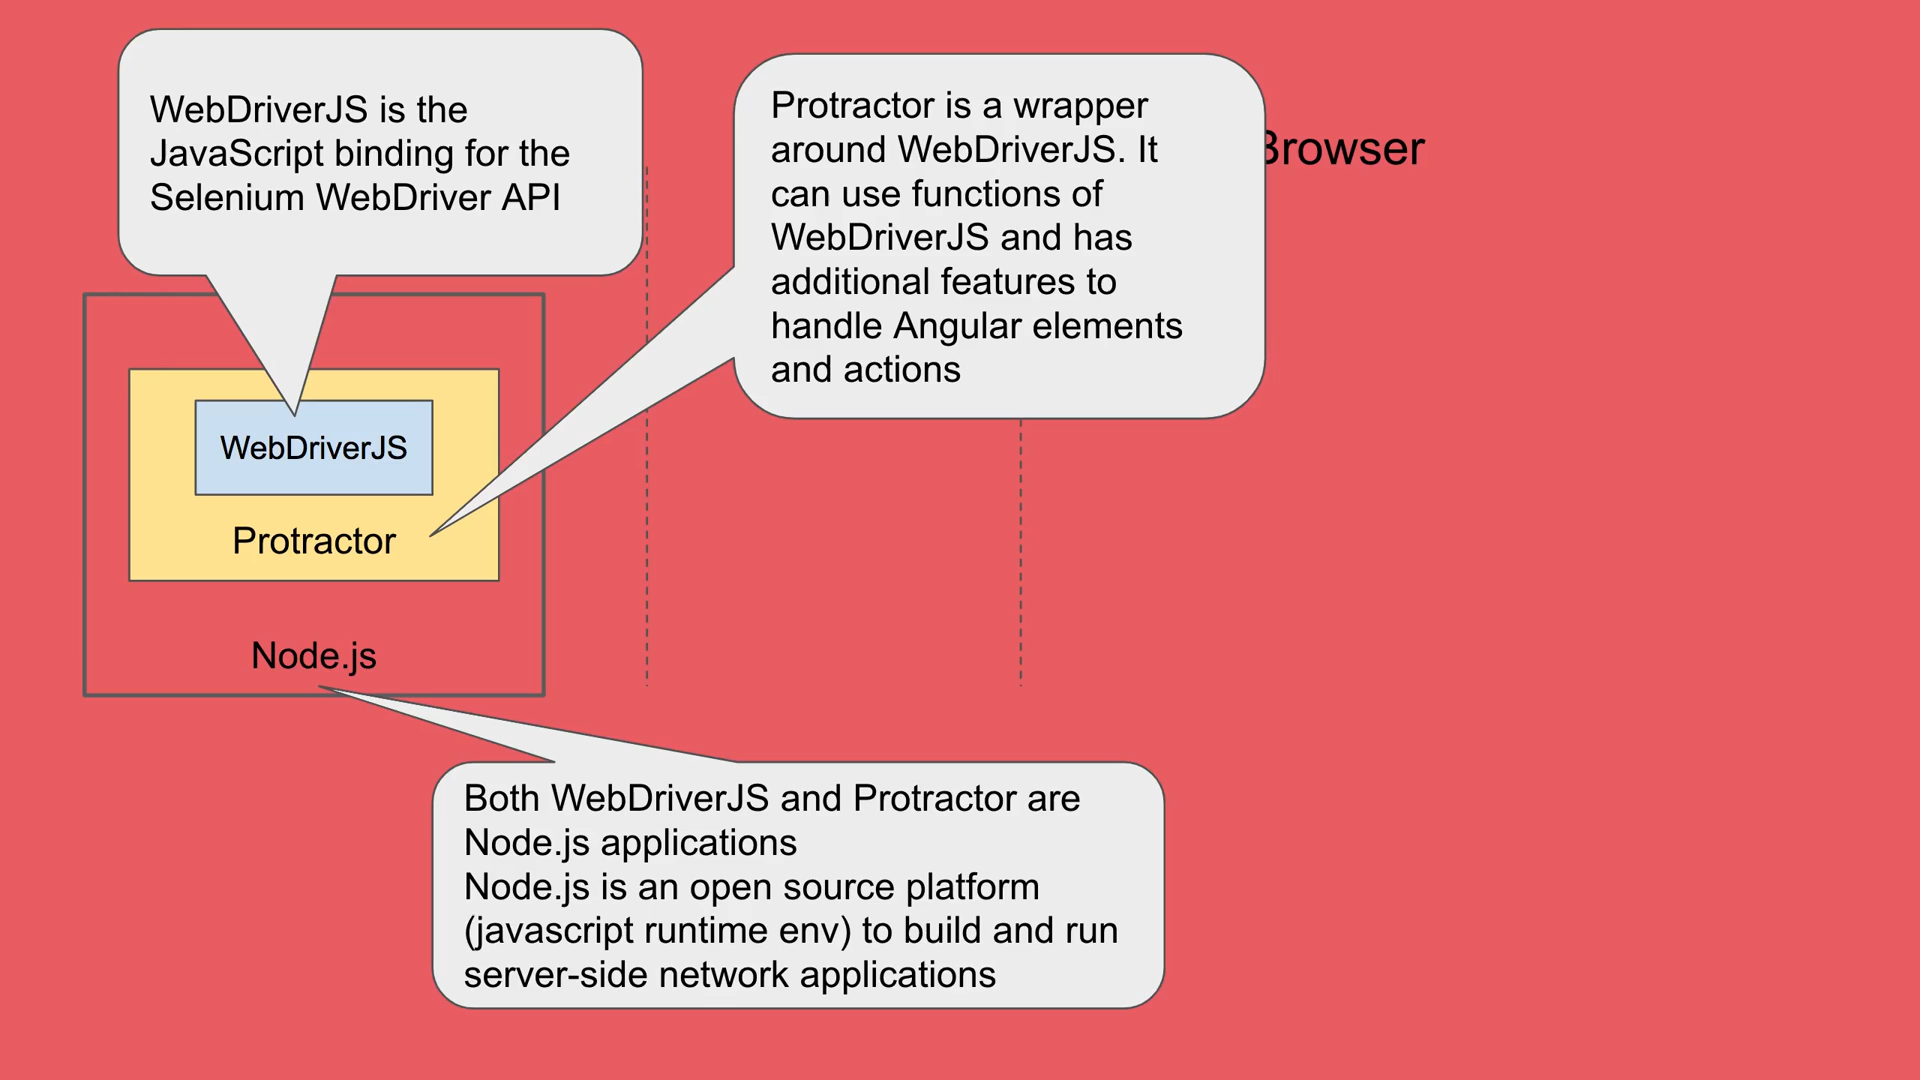 WebDriverJS is the
JavaScript binding for the
Selenium WebDriver API
Protractor is a wrapper
around WebDriverJS. It
can use functions of
WebDriverJS and has
additional features to
handle Angular elements
and actions
Browser
WebDriverJS
Protractor
Node.js
Both WebDriverJS and Protractor are
Node.js applications
Node.js is an open source platform
(javascript runtime env) to build and run
server-side network applications